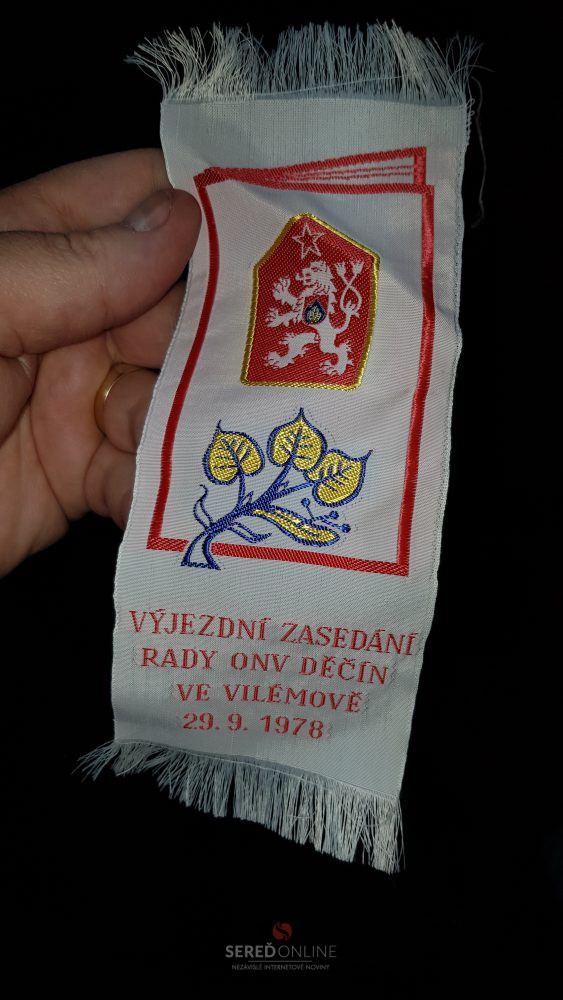 VÝJEZDNÍ ZASEDÁNÍ
RADY ONV DĚČÍN
VE VILÉMOVĚ
29. 9. 1978
SEREĎONLINE
NEZÁVISLÉ INTERNETOVÉ NOVINY